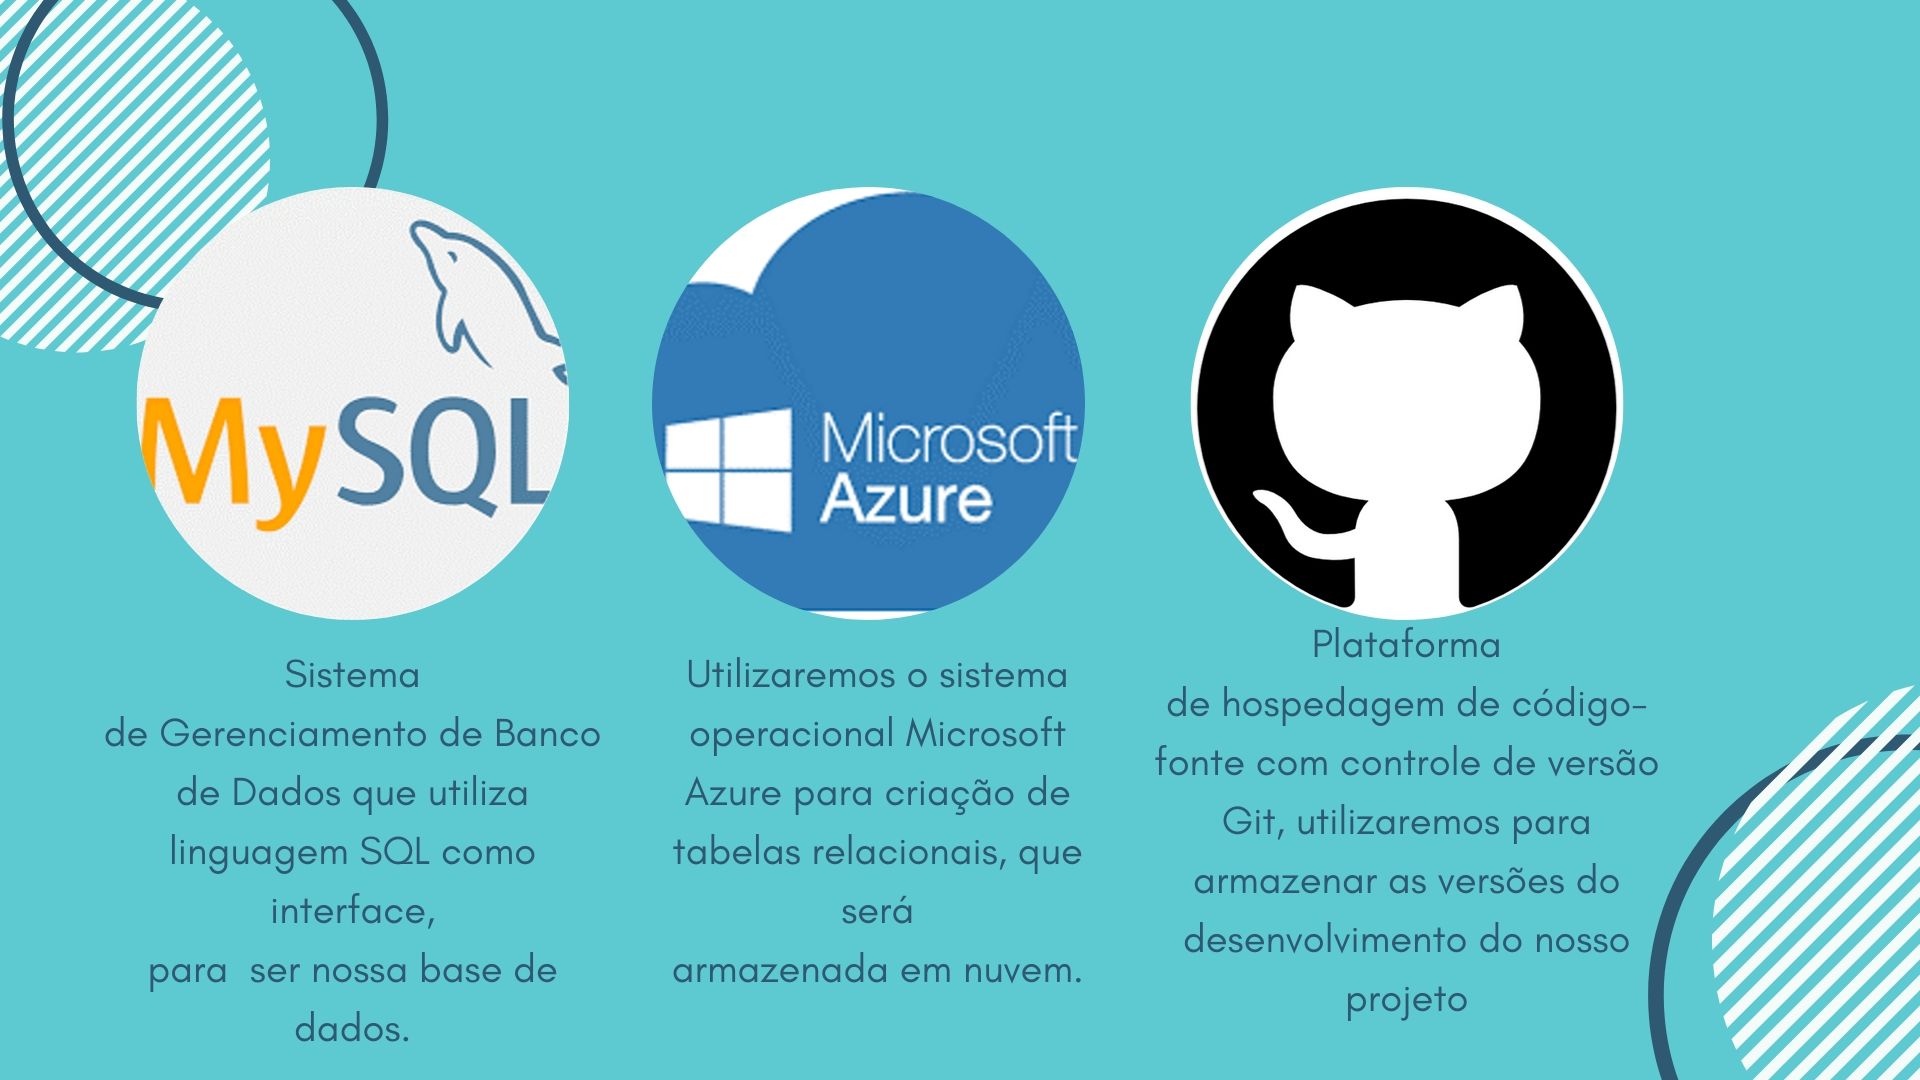 MySQL
Sistema
de Gerenciamento de Banco
de Dados que utiliza
linguagem SQL como
interface,
para  ser nossa base de
dados.
Microsoft
Azure
Utilizaremos o sistema
operacional Microsoft
Azure para criação de
tabelas relacionais, que
será
armazenada em nuvem.
Plataforma
de hospedagem de código-
fonte com controle de versão
Git, utilizaremos para
armazenar as versões do
desenvolvimento do nosso
projeto